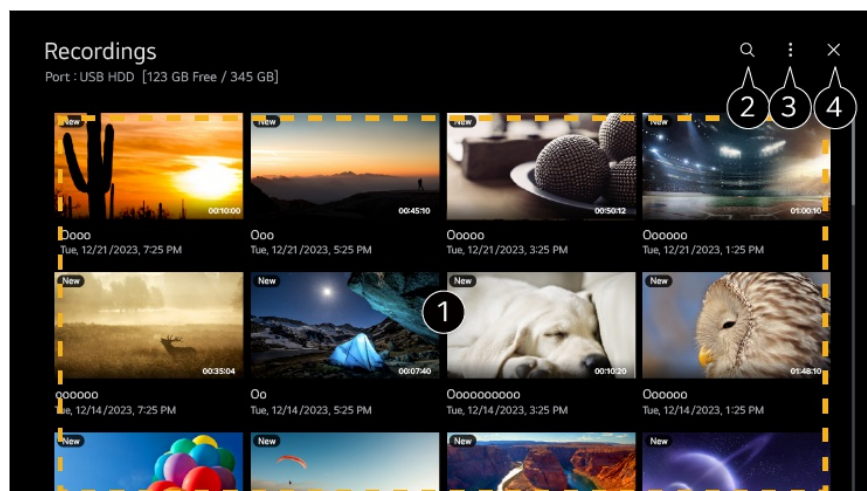 Recordings
Port : USB HDD [123 GB Free / 345 GB]
2 3 4
New New New New
00:10:00 00:45:10 00:50:12 01:00:10
Oooo Ooo Ooooo Oooooo
Tue, 12/21/2023, 7:25 PM Tue, 12/21/2023, 5:25 PM Tue, 12/21/2023, 3:25 PM Tue, 12/21/2023, 1:25 PM
New New New New
1
00:35:04 00:07:40 00:10:20 01:48:10
oooooo Oo Oooooooooo Oooooo
Tue, 12/14/2023, 7:25 PM Tue, 12/14/2023, 5:25 PM Tue, 12/14/2023, 3:25 PM Tue, 12/14/2023, 1:25 PM
New New New New